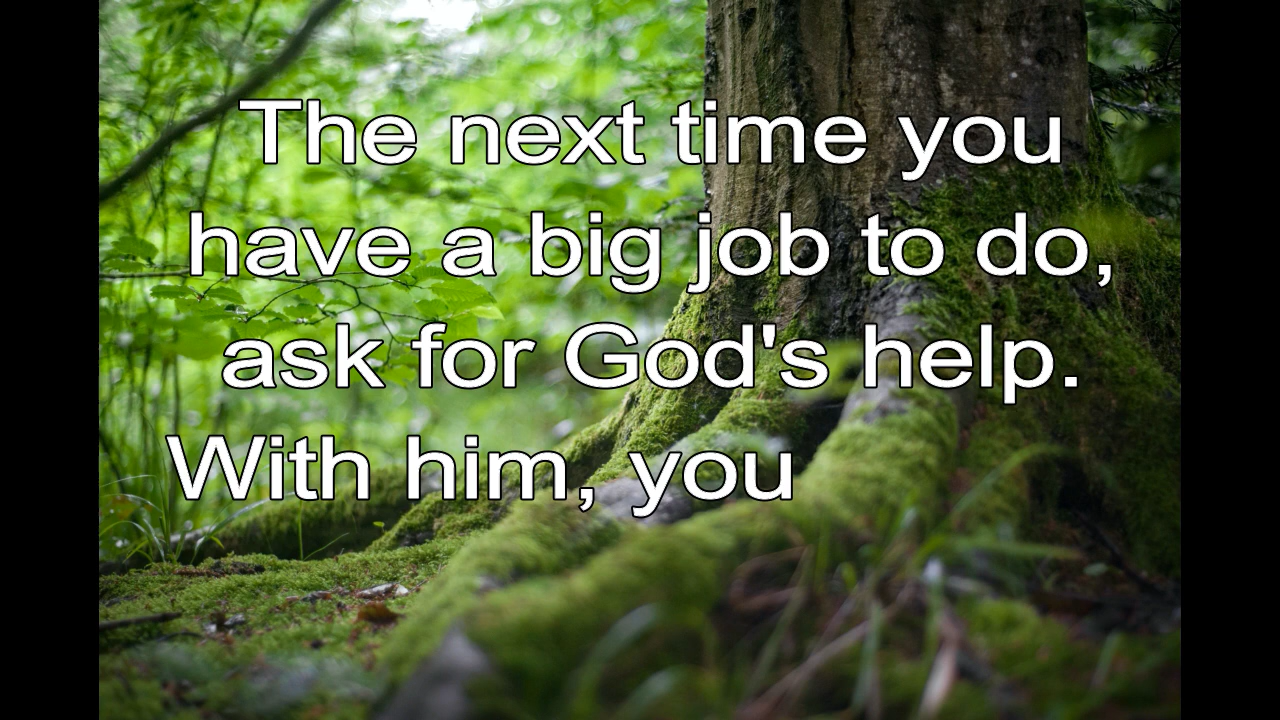 The next time you
have a big job to do,
ask for God's help.
With him, you